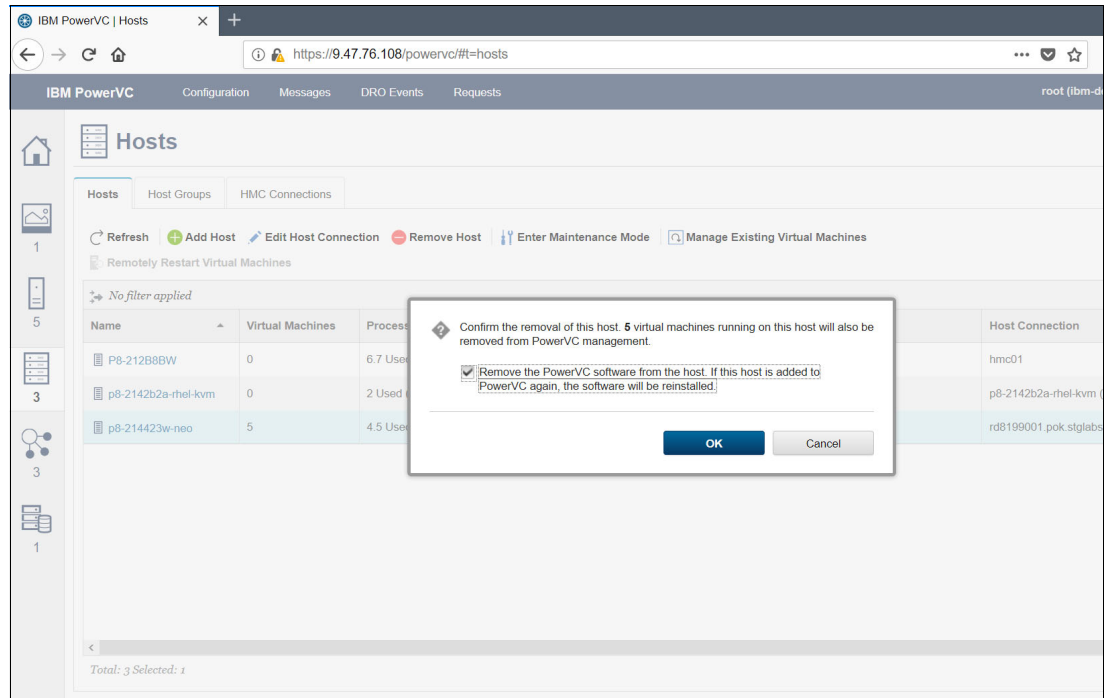 IBM PowerVC | Hosts
https://9.47.76.108/powervc/#t=hosts
IBM PowerVC Configuration Messages DRO Events Requests root (ibm-d
Hosts
Hosts Host Groups HMC Connections
Refresh Add Host Edit Host Connection Remove Host Enter Maintenance Mode Manage Existing Virtual Machines
Remotely Restart Virtual Machines
1
No filter applied
5
Name Virtual Machines Process Host Connection
P8-212B8BW 0 6.7 Used hmc01
p8-2142b2a-rhel-kvm 0 2 Used ( p8-2142b2a-rhel-kvm (
3
p8-214423w-neo 5 4.5 Used rd8199001.pok.stglabs
3
1
Confirm the removal of this host. 5 virtual machines running on this host will also be
removed from PowerVC management.
Remove the PowerVC software from the host. If this host is added to
PowerVC again, the software will be reinstalled.
OK Cancel
Total: 3 Selected: 1